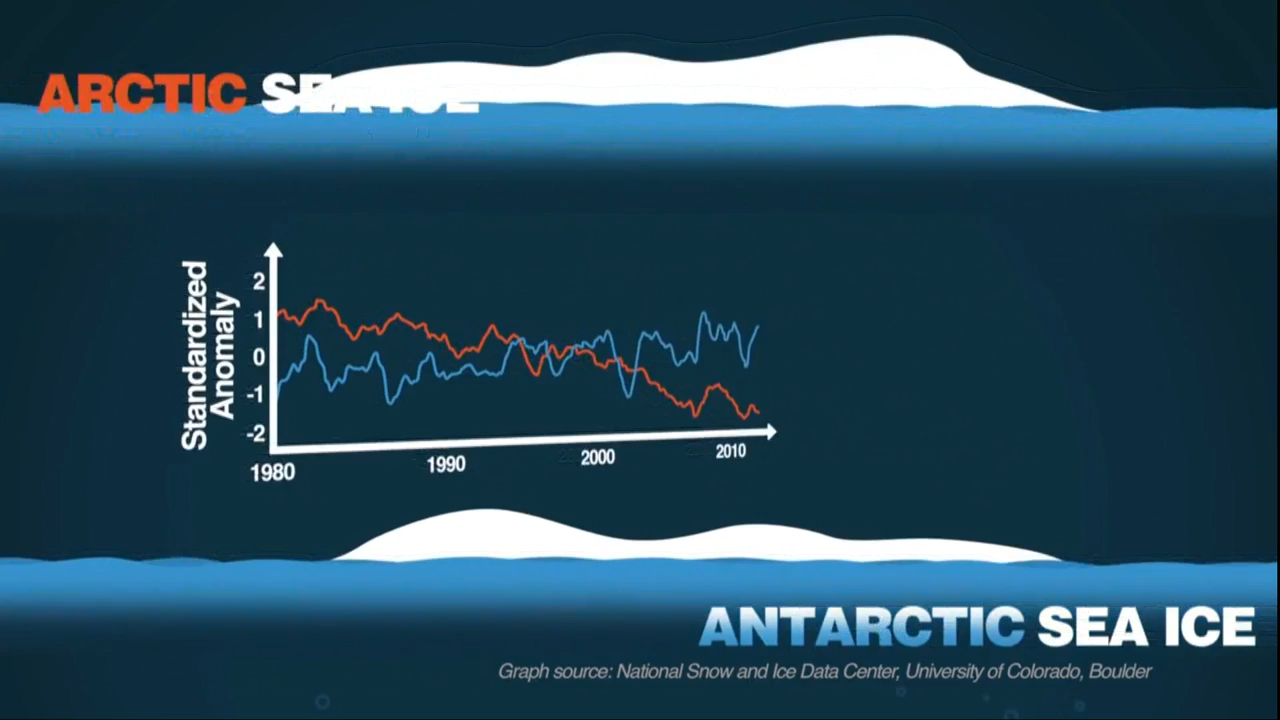 ARCTIC SEA ICE
Standardized
Anomaly
2
1
0
-1
-2
1980
1990
2000
2010
ANTARCTIC SEA ICE
Graph source: National Snow and Ice Data Center, University of Colorado, Boulder